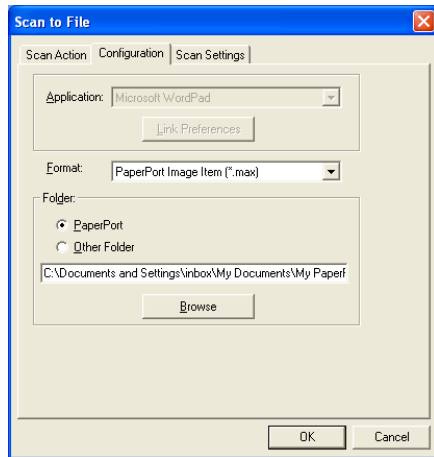 Scan to File
Scan Action Configuration Scan Settings
Application: Microsoft WordPad
Link Preferences
Format: PaperPort Image Item (*.max)
Folder:
PaperPort
Other Folder
C:\Documents and Settings\inbox\My Documents\My PaperF
Browse
OK Cancel